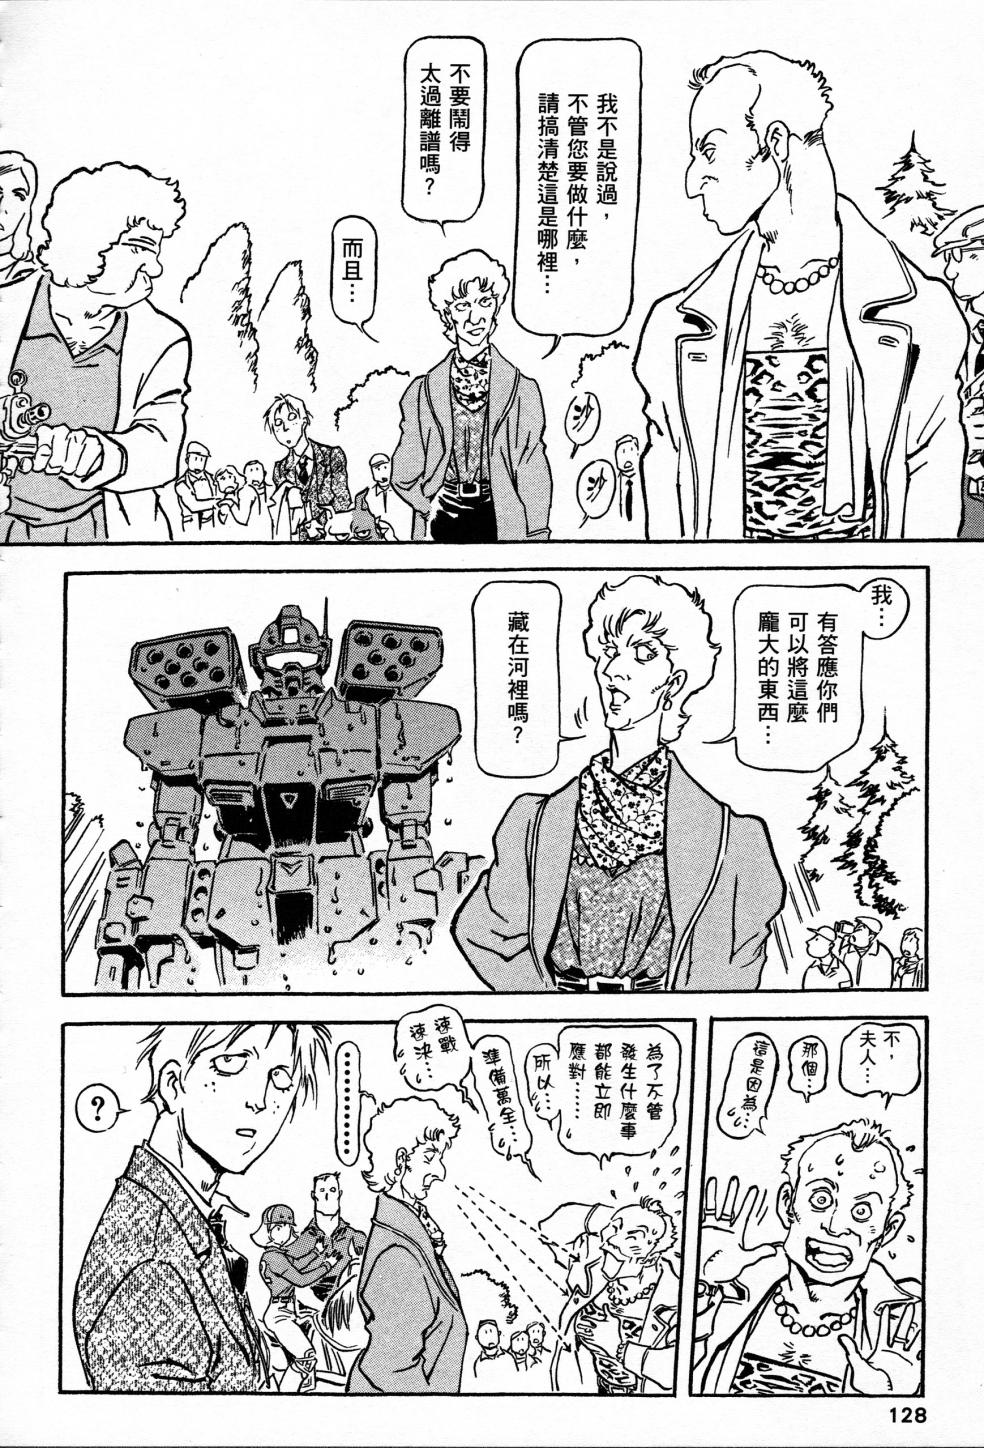 我不是說過，
不管您要做什麼，
請搞清楚這是哪裡…
不要鬧得
太過離譜嗎？
而且…
沙
沙
我…
有答應你們
可以將這麼
龐大的東西…
藏在河裡嗎？
不，
夫人…
那個…
這是因為…
為了不管
發生什麼事
都能立即
應對……
所以…
準備萬全…
速戰
速決…
…………
？
128